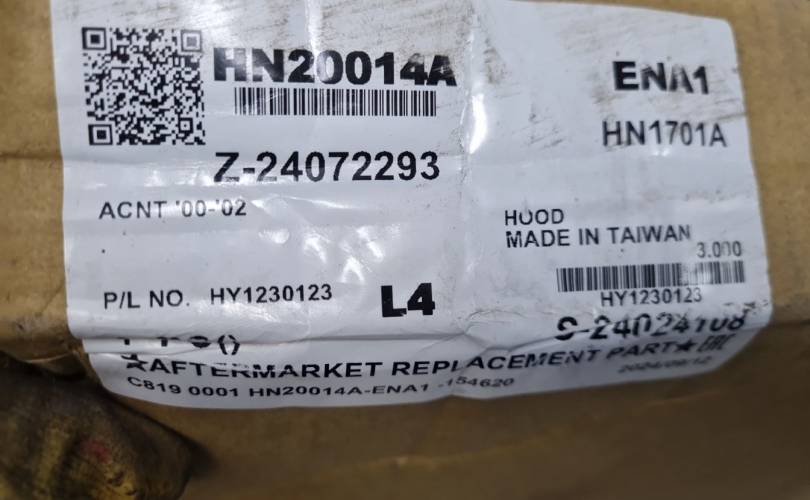 HN20014A
ENA1
HN1701A
Z-24072293
ACNT '00-'02
HOOD
MADE IN TAIWAN
3.000
P/L NO. HY1230123
L4
HY1230123
S-24024108
★AFTERMARKET REPLACEMENT PART★
C819 0001 HN20014A-ENA1 -154620